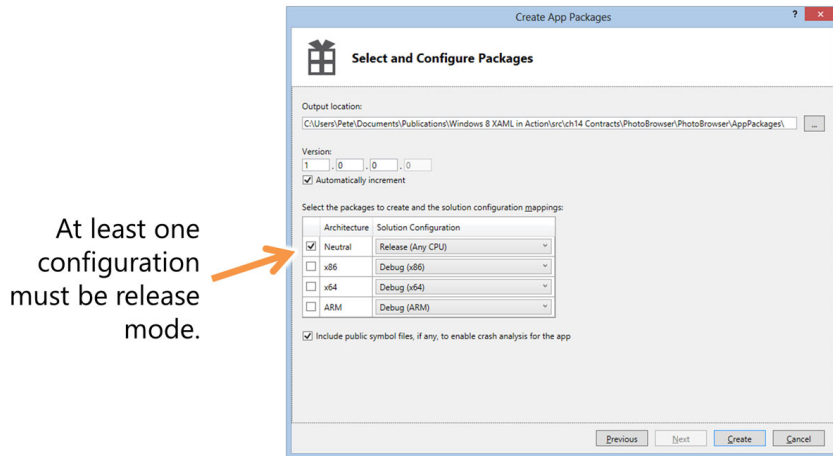 Create App Packages
?
Select and Configure Packages
Output location:
C:\Users\Pete\Documents\Publications\Windows 8 XAML in Action\src\ch14 Contracts\PhotoBrowser\PhotoBrowser\AppPackages\
...
Version:
1 . 0 . 0 . 0
Automatically increment
Select the packages to create and the solution configuration mappings:
Architecture Solution Configuration
Neutral Release (Any CPU)
x86 Debug (x86)
x64 Debug (x64)
ARM Debug (ARM)
Include public symbol files, if any, to enable crash analysis for the app
Previous Next Create Cancel
At least one
configuration
must be release
mode.